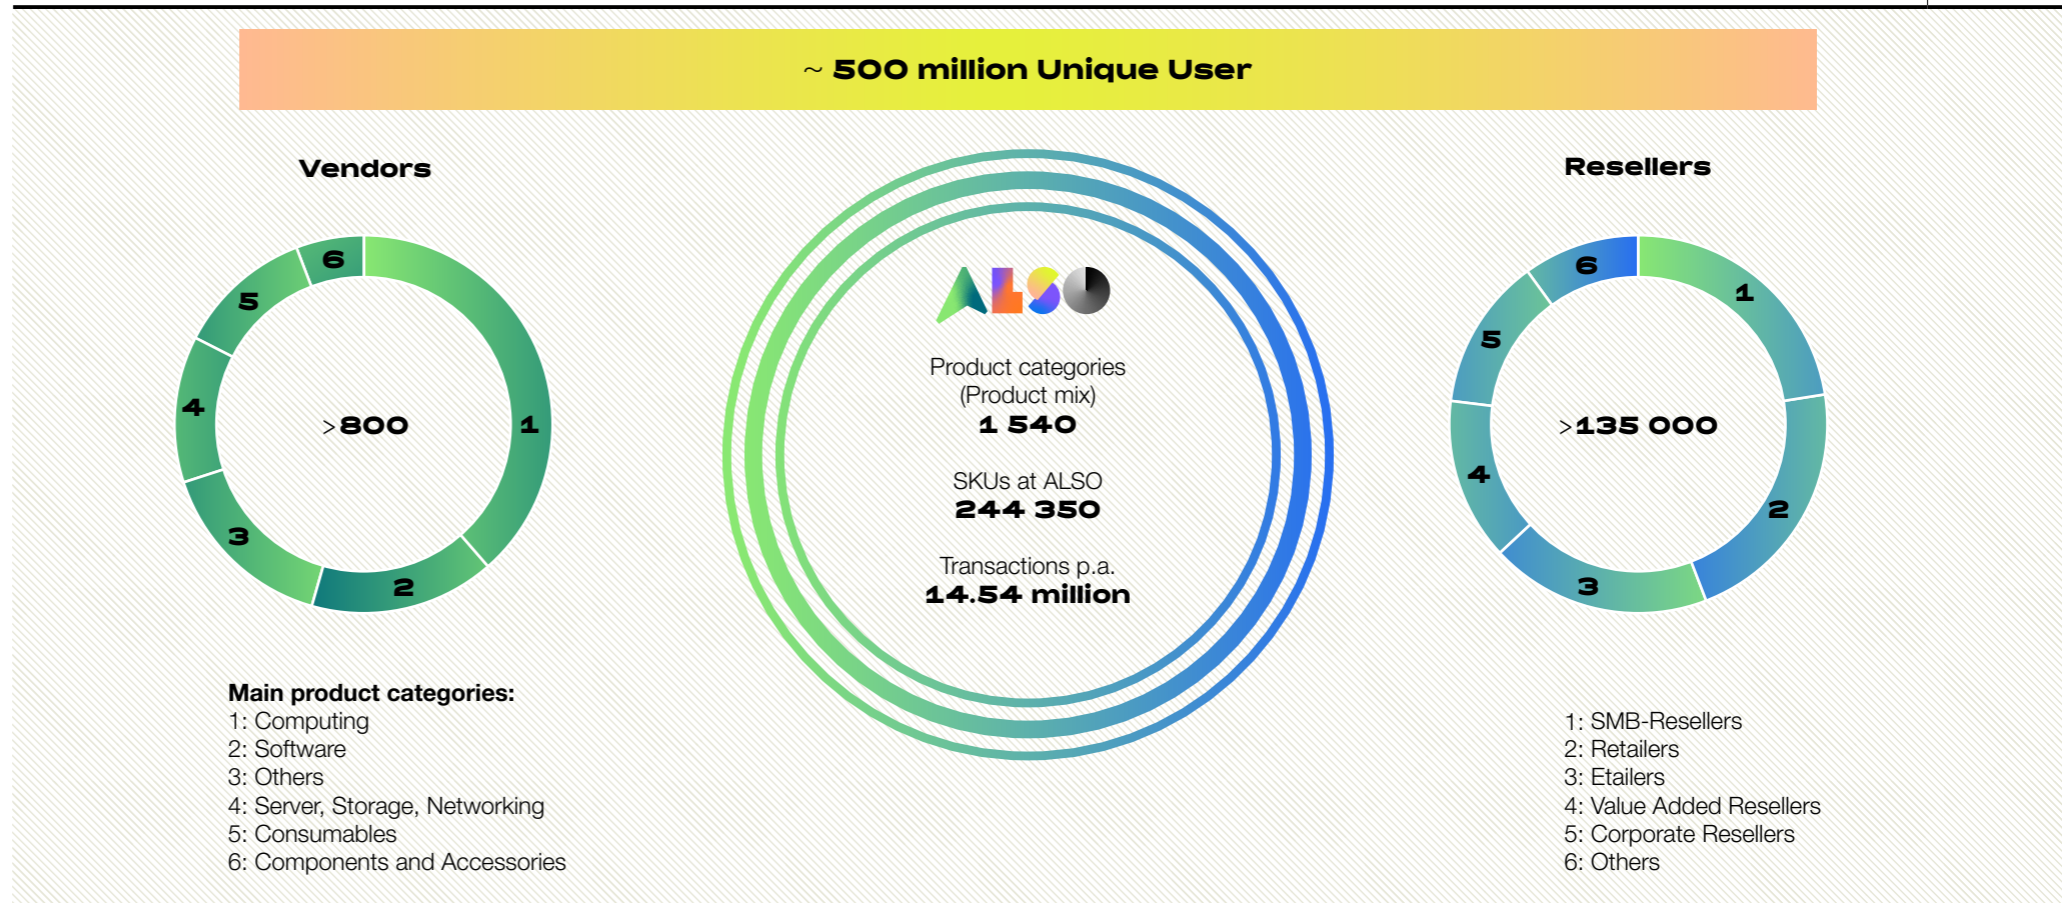 ~ 500 million Unique User
Vendors
6
5
4
3
2
1
>800
Main product categories:
1: Computing
2: Software
3: Others
4: Server, Storage, Networking
5: Consumables
6: Components and Accessories
ALSO
Product categories
(Product mix)
1 540
SKUs at ALSO
244 350
Transactions p.a.
14.54 million
Resellers
6
1
5
>135 000
4
2
3
1: SMB-Resellers
2: Retailers
3: Etailers
4: Value Added Resellers
5: Corporate Resellers
6: Others